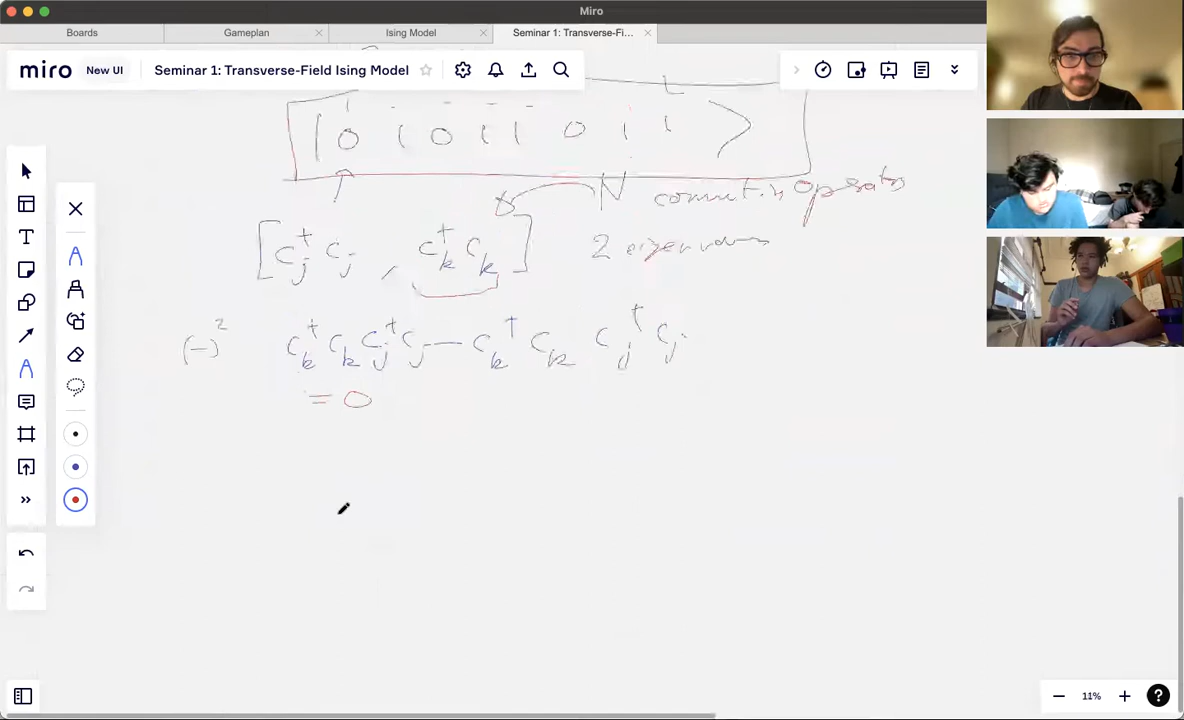 Miro
Boards
Gameplan
Ising Model
Seminar 1: Transverse-Fi...
miro
New UI
Seminar 1: Transverse-Field Ising Model
| 0 1 0 1 1 0 1 1 >
N commuting operators
[ c_j^† c_j , c_k^† c_k ] 2 eigenvalues
(-)^2 c_k^† c_k c_j^† c_j — c_k^† c_k c_j^† c_j
= 0
T
11%
?